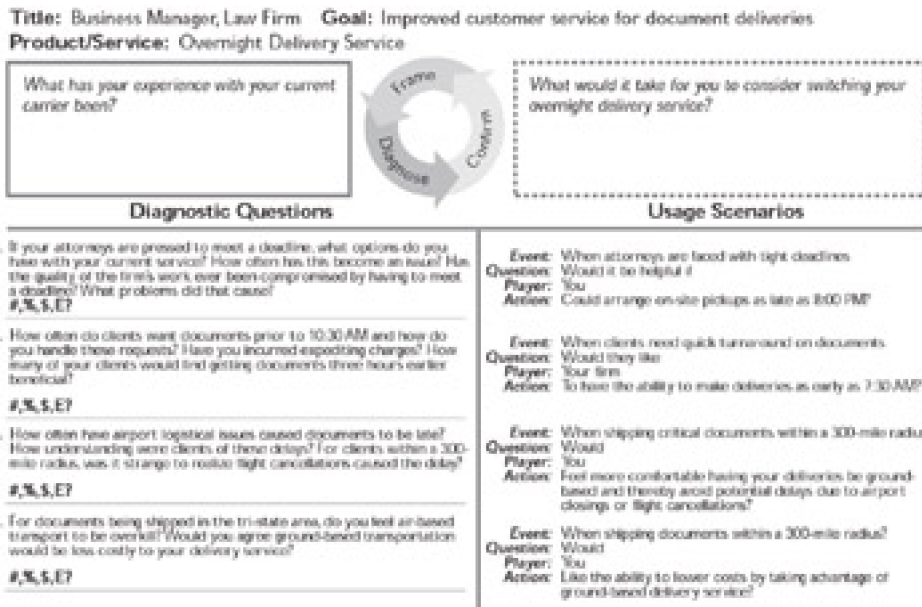 Title: Business Manager, Law Firm Goal: Improved customer service for document deliveries
Product/Service: Overnight Delivery Service
What has your experience with your current
carrier been?
Frame
Confirm
Diagnose
What would it take for you to consider switching your
overnight delivery service?
Diagnostic Questions
If your attorneys are pressed to meet a deadline, what options do you
have with your current service? How often has this become an issue? Has
the quality of the firm's work ever been compromised by having to meet
a deadline? What problems did that cause?
#,%,$,E?
How often do clients want documents prior to 10:30 AM and how do
you handle those requests? Have you incurred expediting charges? How
many of your clients would find getting documents three hours earlier
beneficial?
#,%,$,E?
How often have airport logistical issues caused documents to be late?
How understanding were clients of these delays? For clients within a 300-
mile radius, was it strange to realize flight cancellations caused the delay?
#,%,$,E?
For documents being shipped in the tri-state area, do you feel air-based
transport to be overkill? Would you agree ground-based transportation
would be less costly to your delivery service?
#,%,$,E?
Usage Scenarios
Event: When attorneys are faced with tight deadlines
Question: Would it be helpful if
Player: You
Action: Could arrange on-site pickups as late as 8:00 PM?
Event: When clients need quick turnaround on documents
Question: Would they like
Player: Your firm
Action: To have the ability to make deliveries as early as 7:30 AM?
Event: When shipping critical documents within a 300-mile radius
Question: Would
Player: You
Action: Feel more comfortable having your deliveries be ground-
based and thereby avoid potential delays due to airport
closings or flight cancellations?
Event: When shipping documents within a 300-mile radius?
Question: Would
Player: You
Action: Like the ability to lower costs by taking advantage of
ground-based delivery service?